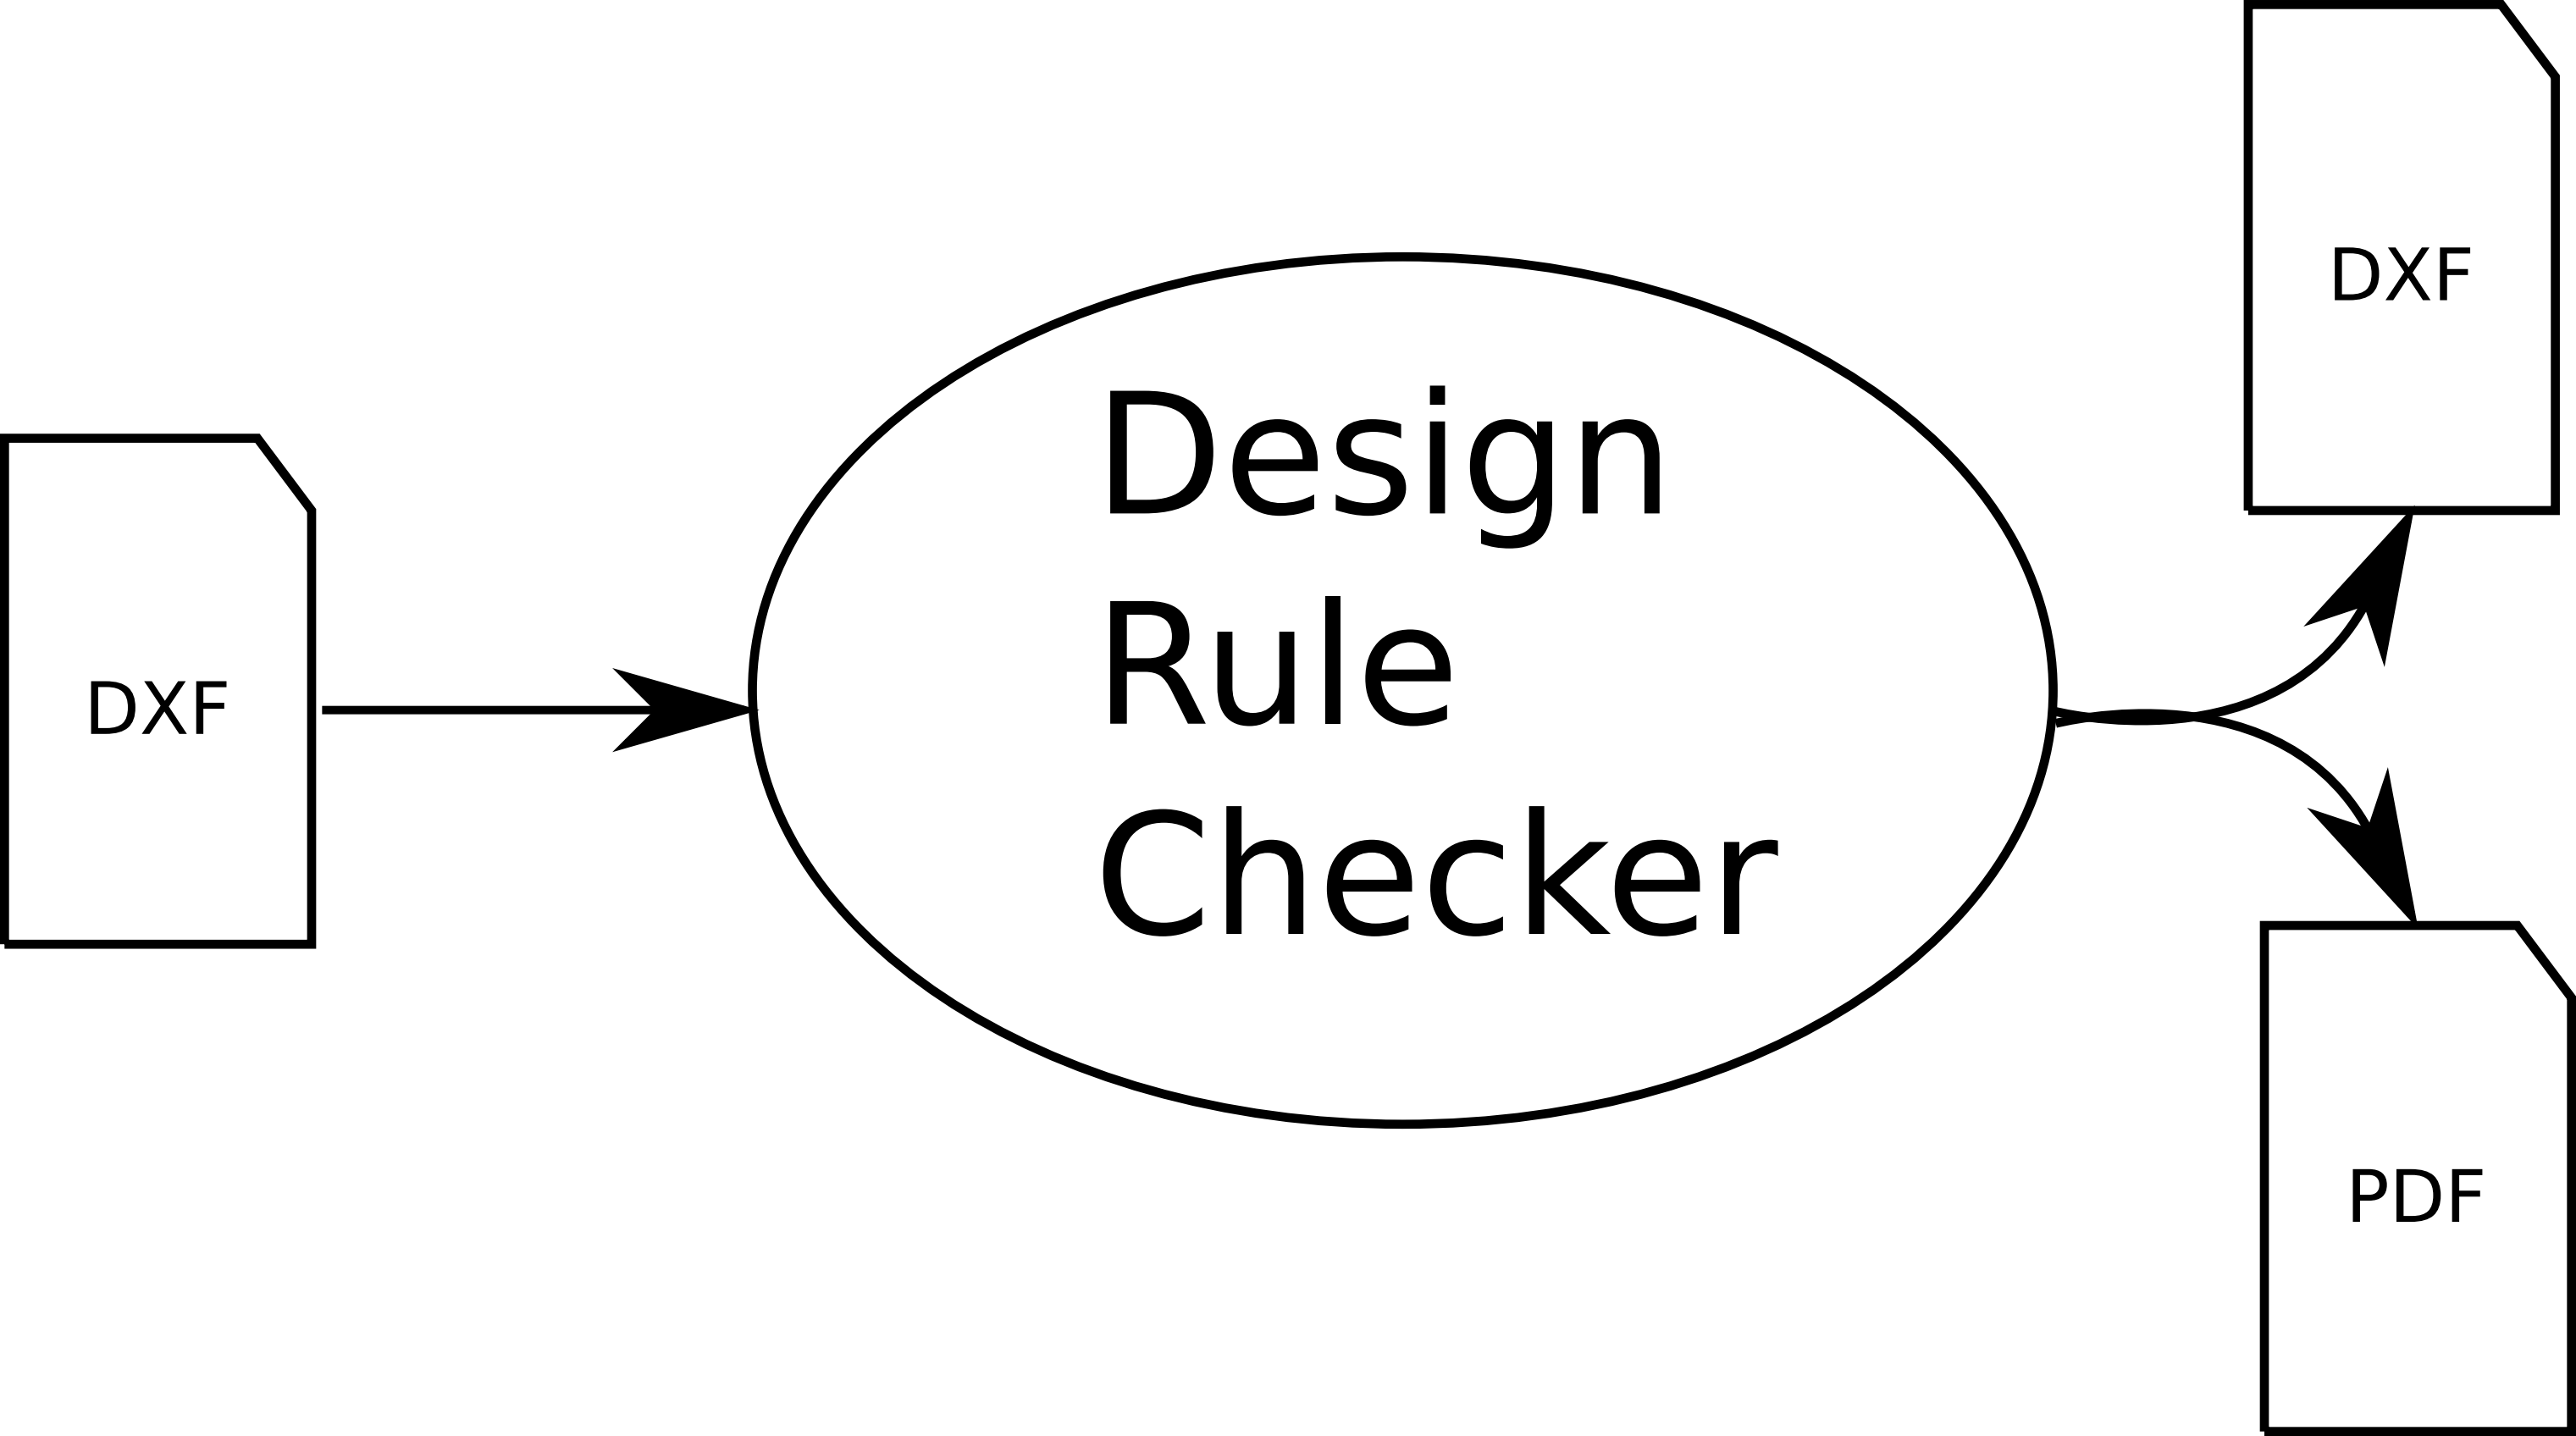 DXF
Design
Rule
Checker
DXF
PDF